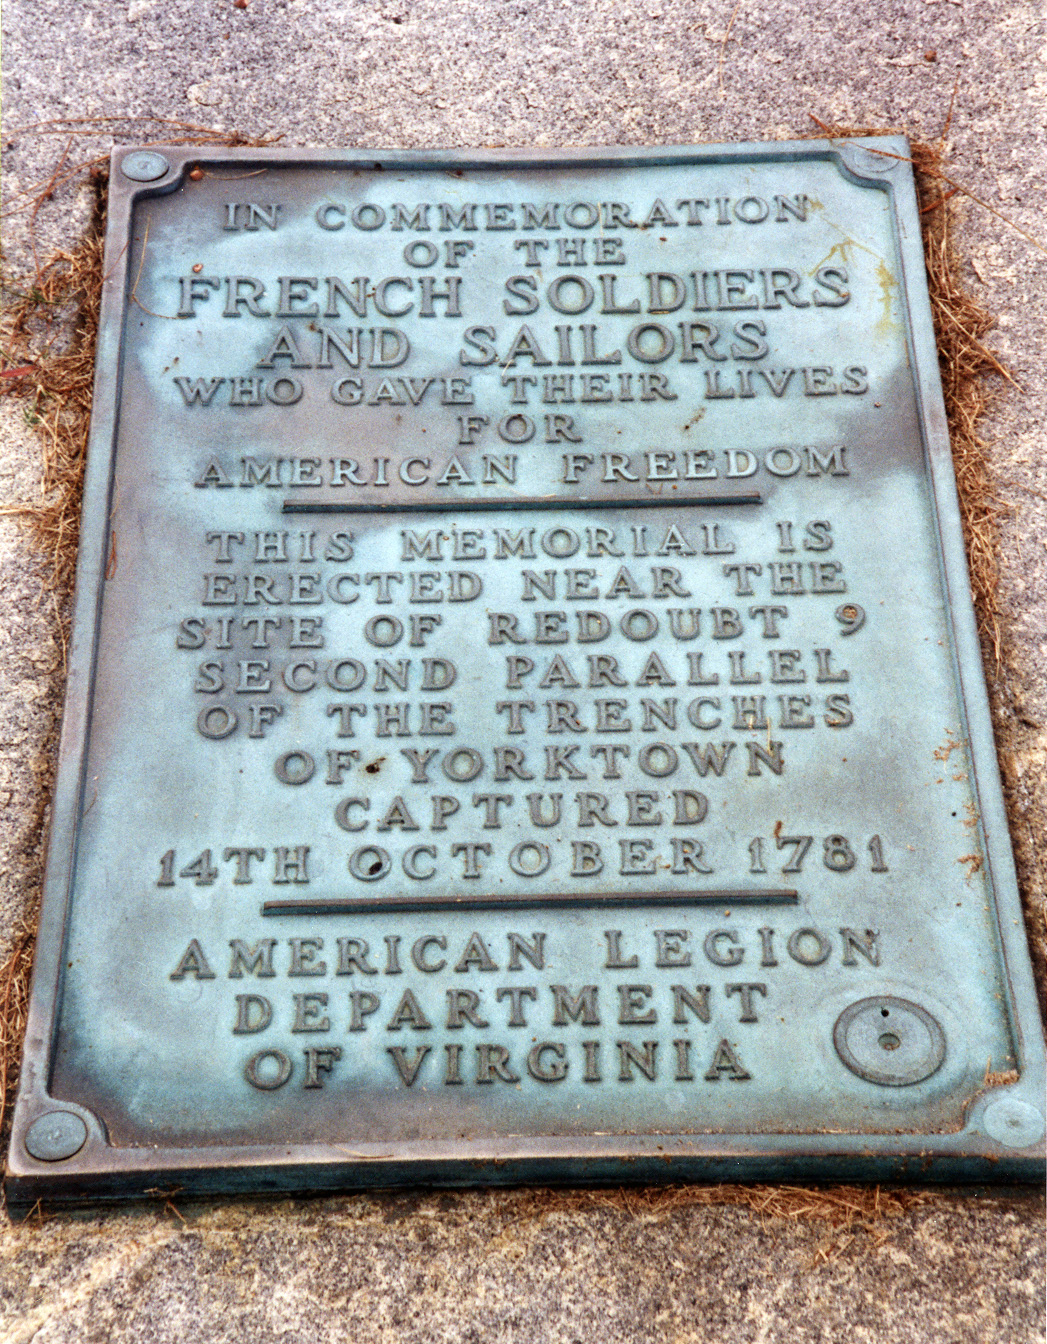 IN COMMEMORATION
OF THE
FRENCH SOLDIERS
AND SAILORS
WHO GAVE THEIR LIVES
FOR
AMERICAN FREEDOM
THIS MEMORIAL IS
ERECTED NEAR THE
SITE OF REDOUBT 9
SECOND PARALLEL
OF THE TRENCHES
OF YORKTOWN
CAPTURED
14TH OCTOBER 1781
AMERICAN LEGION
DEPARTMENT
OF VIRGINIA